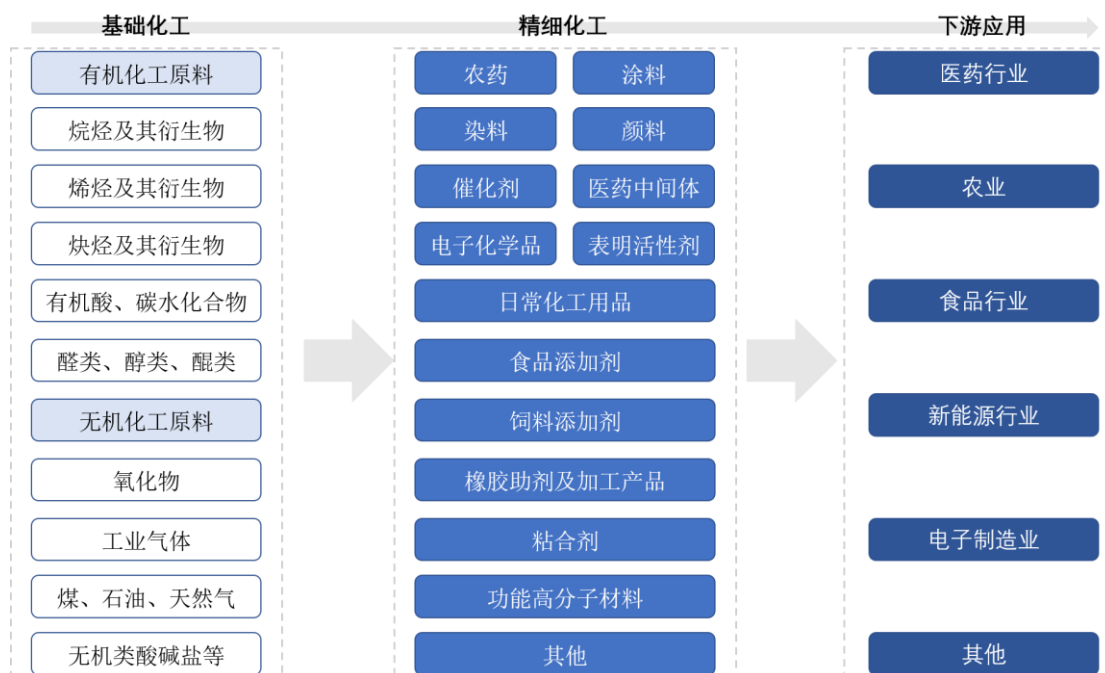 基础化工
精细化工
下游应用
有机化工原料
烷烃及其衍生物
烯烃及其衍生物
炔烃及其衍生物
有机酸、碳水化合物
醛类、醇类、醌类
无机化工原料
氧化物
工业气体
煤、石油、天然气
无机类酸碱盐等
农药
涂料
染料
颜料
催化剂
医药中间体
电子化学品
表明活性剂
日常化工用品
食品添加剂
饲料添加剂
橡胶助剂及加工产品
粘合剂
功能高分子材料
其他
医药行业
农业
食品行业
新能源行业
电子制造业
其他